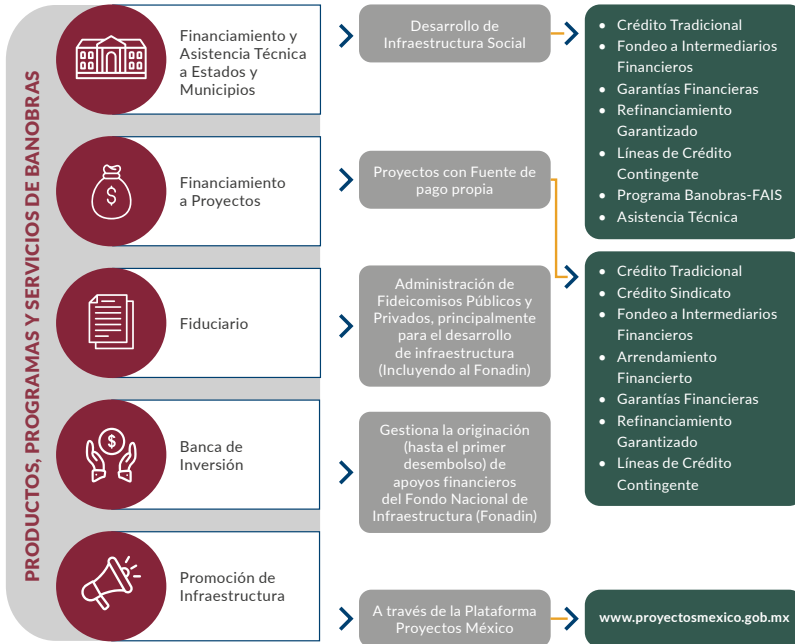 PRODUCTOS, PROGRAMAS Y SERVICIOS DE BANOBRAS
Financiamiento y
Asistencia Técnica
a Estados y
Municipios
Desarrollo de
Infraestructura Social
• Crédito Tradicional
• Fondeo a Intermediarios
Financieros
• Garantías Financieras
• Refinanciamiento
Garantizado
• Líneas de Crédito
Contingente
• Programa Banobras-FAIS
• Asistencia Técnica
Financiamiento
a Proyectos
Proyectos con Fuente de
pago propia
• Crédito Tradicional
• Crédito Sindicato
• Fondeo a Intermediarios
Financieros
• Arrendamiento
Financierto
• Garantías Financieras
• Refinanciamiento
Garantizado
• Líneas de Crédito
Contingente
Fiduciario
Administración de
Fideicomisos Públicos y
Privados, principalmente
para el desarrollo
de infraestructura
(Incluyendo al Fonadin)
Banca de
Inversión
Gestiona la originación
(hasta el primer
desembolso) de
apoyos financieros
del Fondo Nacional de
Infraestructura (Fonadin)
Promoción de
Infraestructura
A través de la Plataforma
Proyectos México
www.proyectosmexico.gob.mx